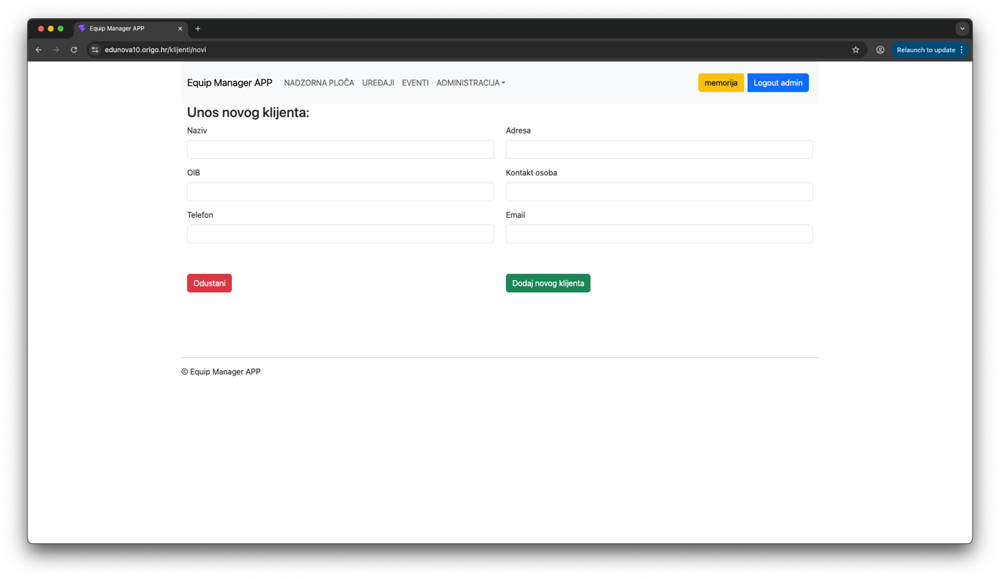 Equip Manager APP
edunova10.origo.hr/klijenti/novi
Relaunch to update
Equip Manager APP NADZORNA PLOČA UREĐAJI EVENTI ADMINISTRACIJA memorija Logout admin
Unos novog klijenta:
Naziv Adresa
OIB Kontakt osoba
Telefon Email
Odustani Dodaj novog klijenta
© Equip Manager APP